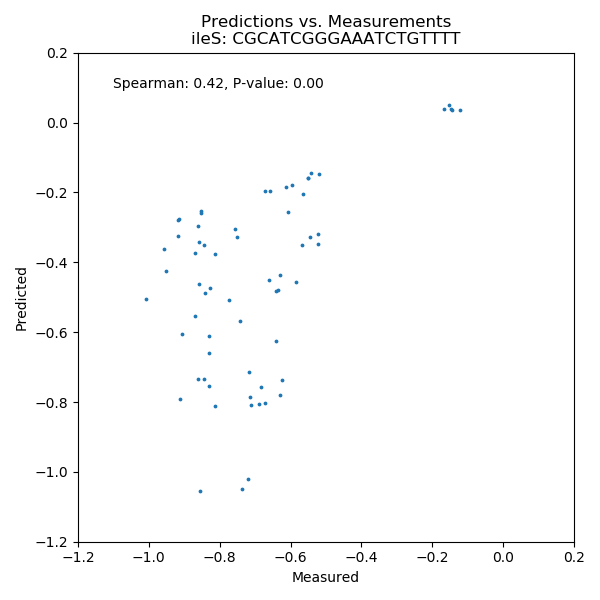 Predictions vs. Measurements
ileS: CGCATCGGGAAATCTGTTTT
Spearman: 0.42, P-value: 0.00
0.2
0.0
−0.2
−0.4
−0.6
−0.8
−1.0
−1.2
Predicted
−1.2 −1.0 −0.8 −0.6 −0.4 −0.2 0.0 0.2
Measured